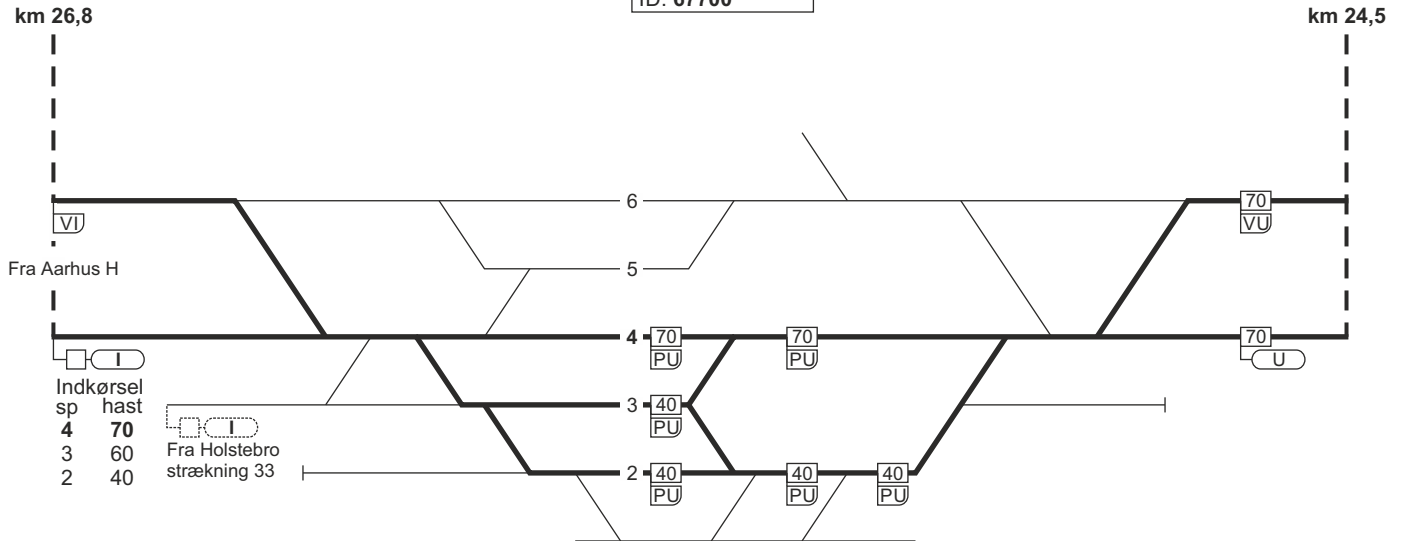 ID: 67700
km 26,8
km 24,5
6
70
VI
VU
Fra Aarhus H
5
4
70
70
70
PU
PU
I
U
Indkørsel
sp hast
4 70
3 60
2 40
3
40
PU
I
Fra Holstebro
strækning 33
2
40
40
40
PU
PU
PU